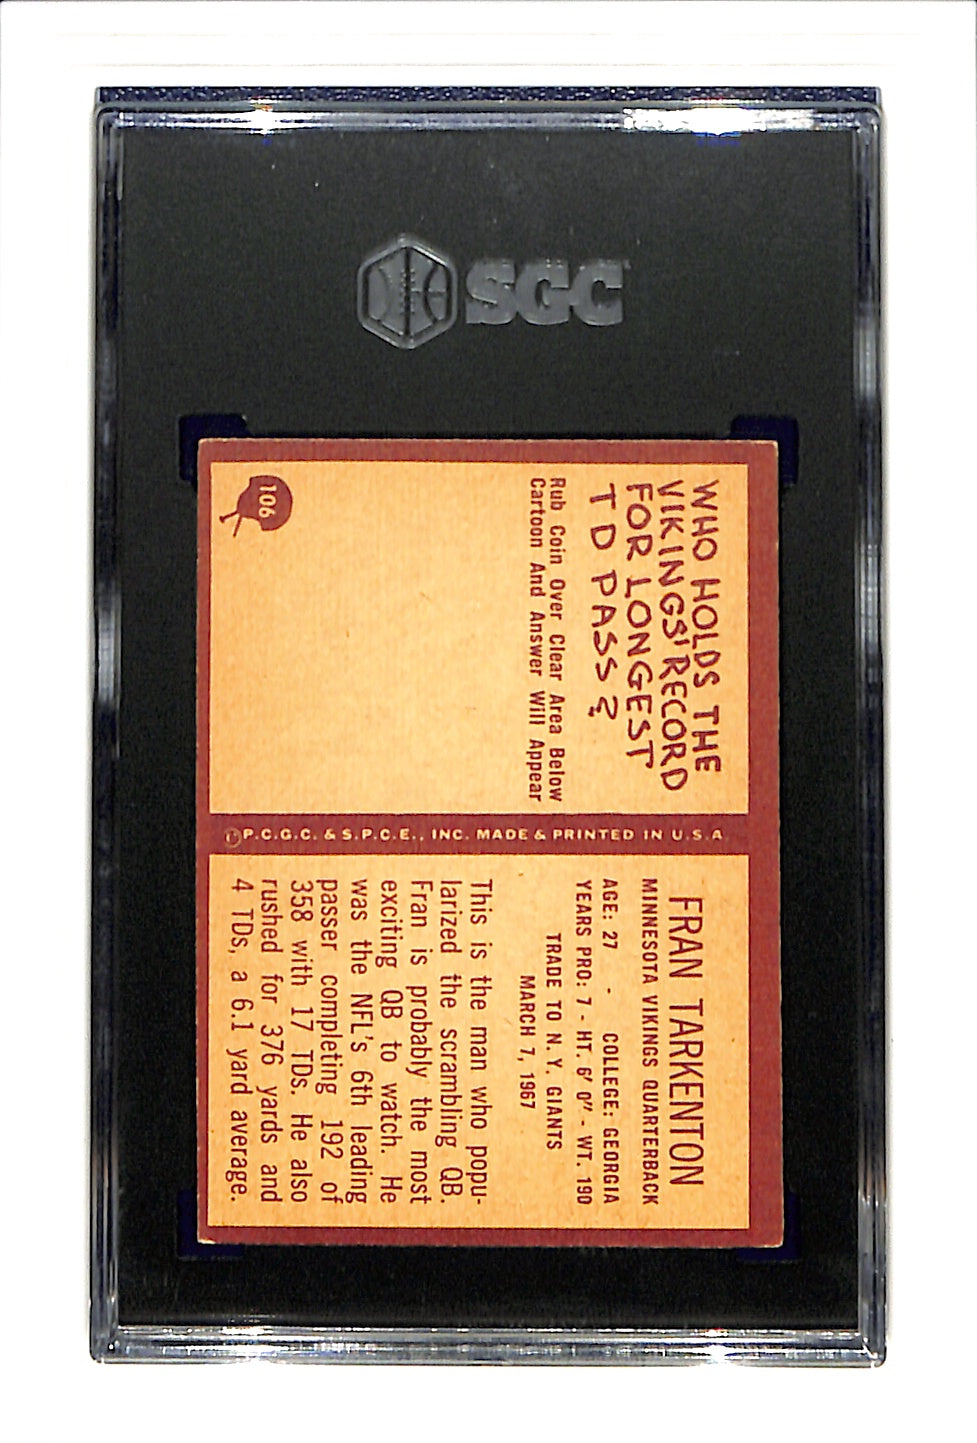 SGC
WHO HOLDS THE
VIKINGS' RECORD
FOR LONGEST
TD PASS?
Rub Coin Over Clear Area Below
Cartoon And Answer Will Appear
106
©P.C.G.C. & S.P.C.E., INC. MADE & PRINTED IN U.S.A.
FRAN TARKENTON
MINNESOTA VIKINGS QUARTERBACK
AGE: 27 - COLLEGE: GEORGIA
YEARS PRO: 7 - HT. 6' 0" - WT. 190
TRADE TO N.Y. GIANTS
MARCH 7, 1967
This is the man who popu-
larized the scrambling QB.
Fran is probably the most
exciting QB to watch. He
was the NFL's 6th leading
passer completing 192 of
358 with 17 TDs. He also
rushed for 376 yards and
4 TDs, a 6.1 yard average.